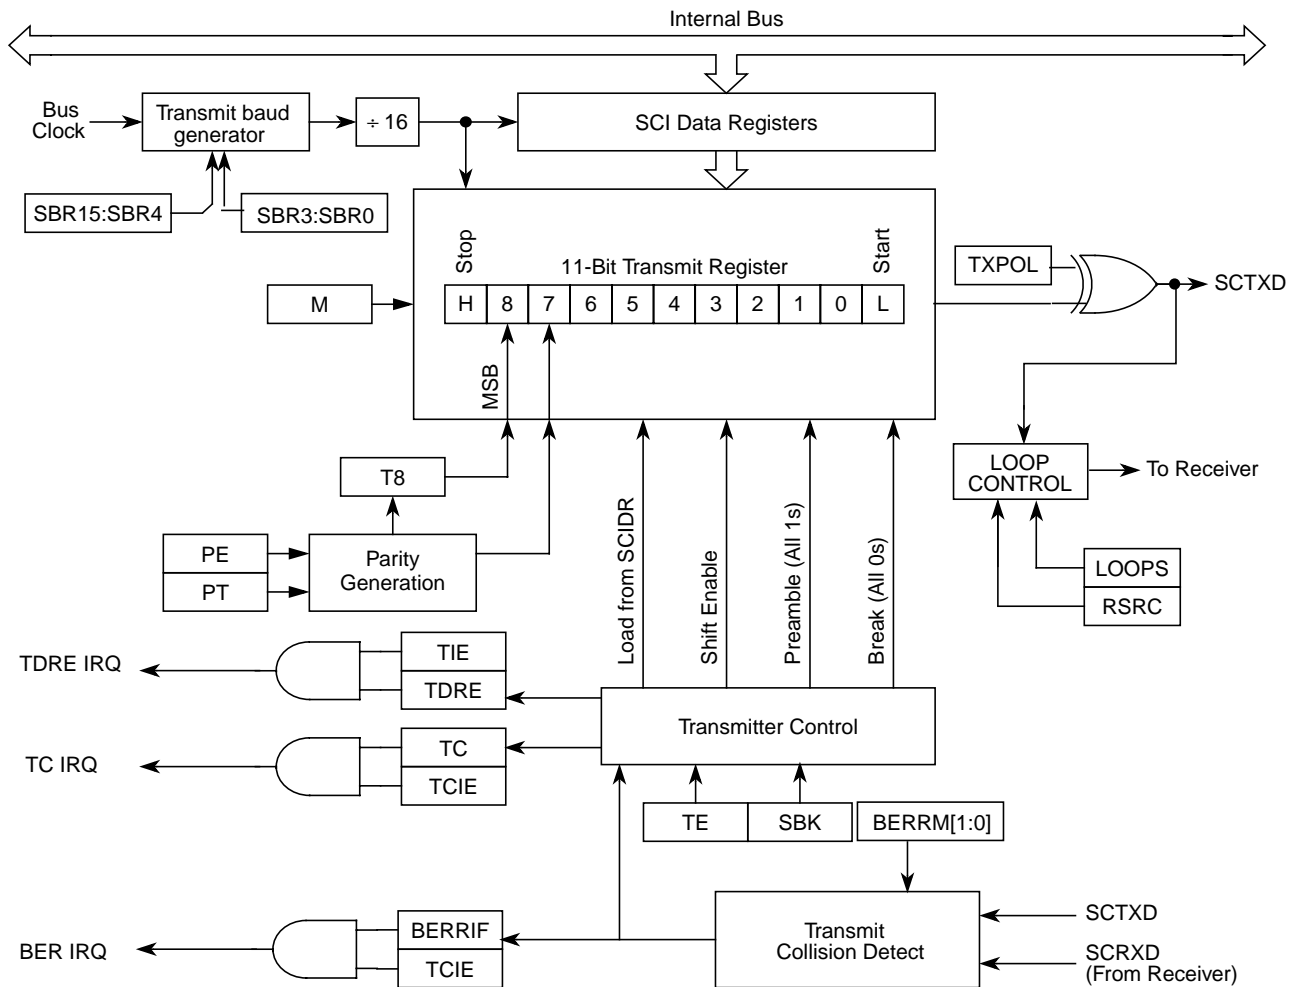 Internal Bus
Bus
Clock
Transmit baud
generator
÷ 16
SCI Data Registers
SBR15:SBR4
SBR3:SBR0
Stop
11-Bit Transmit Register
Start
M
H 8 7 6 5 4 3 2 1 0 L
MSB
TXPOL
SCTXD
T8
LOOP
CONTROL
To Receiver
PE
PT
Parity
Generation
Load from SCIDR
Shift Enable
Preamble (All 1s)
Break (All 0s)
LOOPS
RSRC
TDRE IRQ
TIE
TDRE
Transmitter Control
TC IRQ
TC
TCIE
TE
SBK
BERRM[1:0]
BER IRQ
BERRIF
TCIE
Transmit
Collision Detect
SCTXD
SCRXD
(From Receiver)